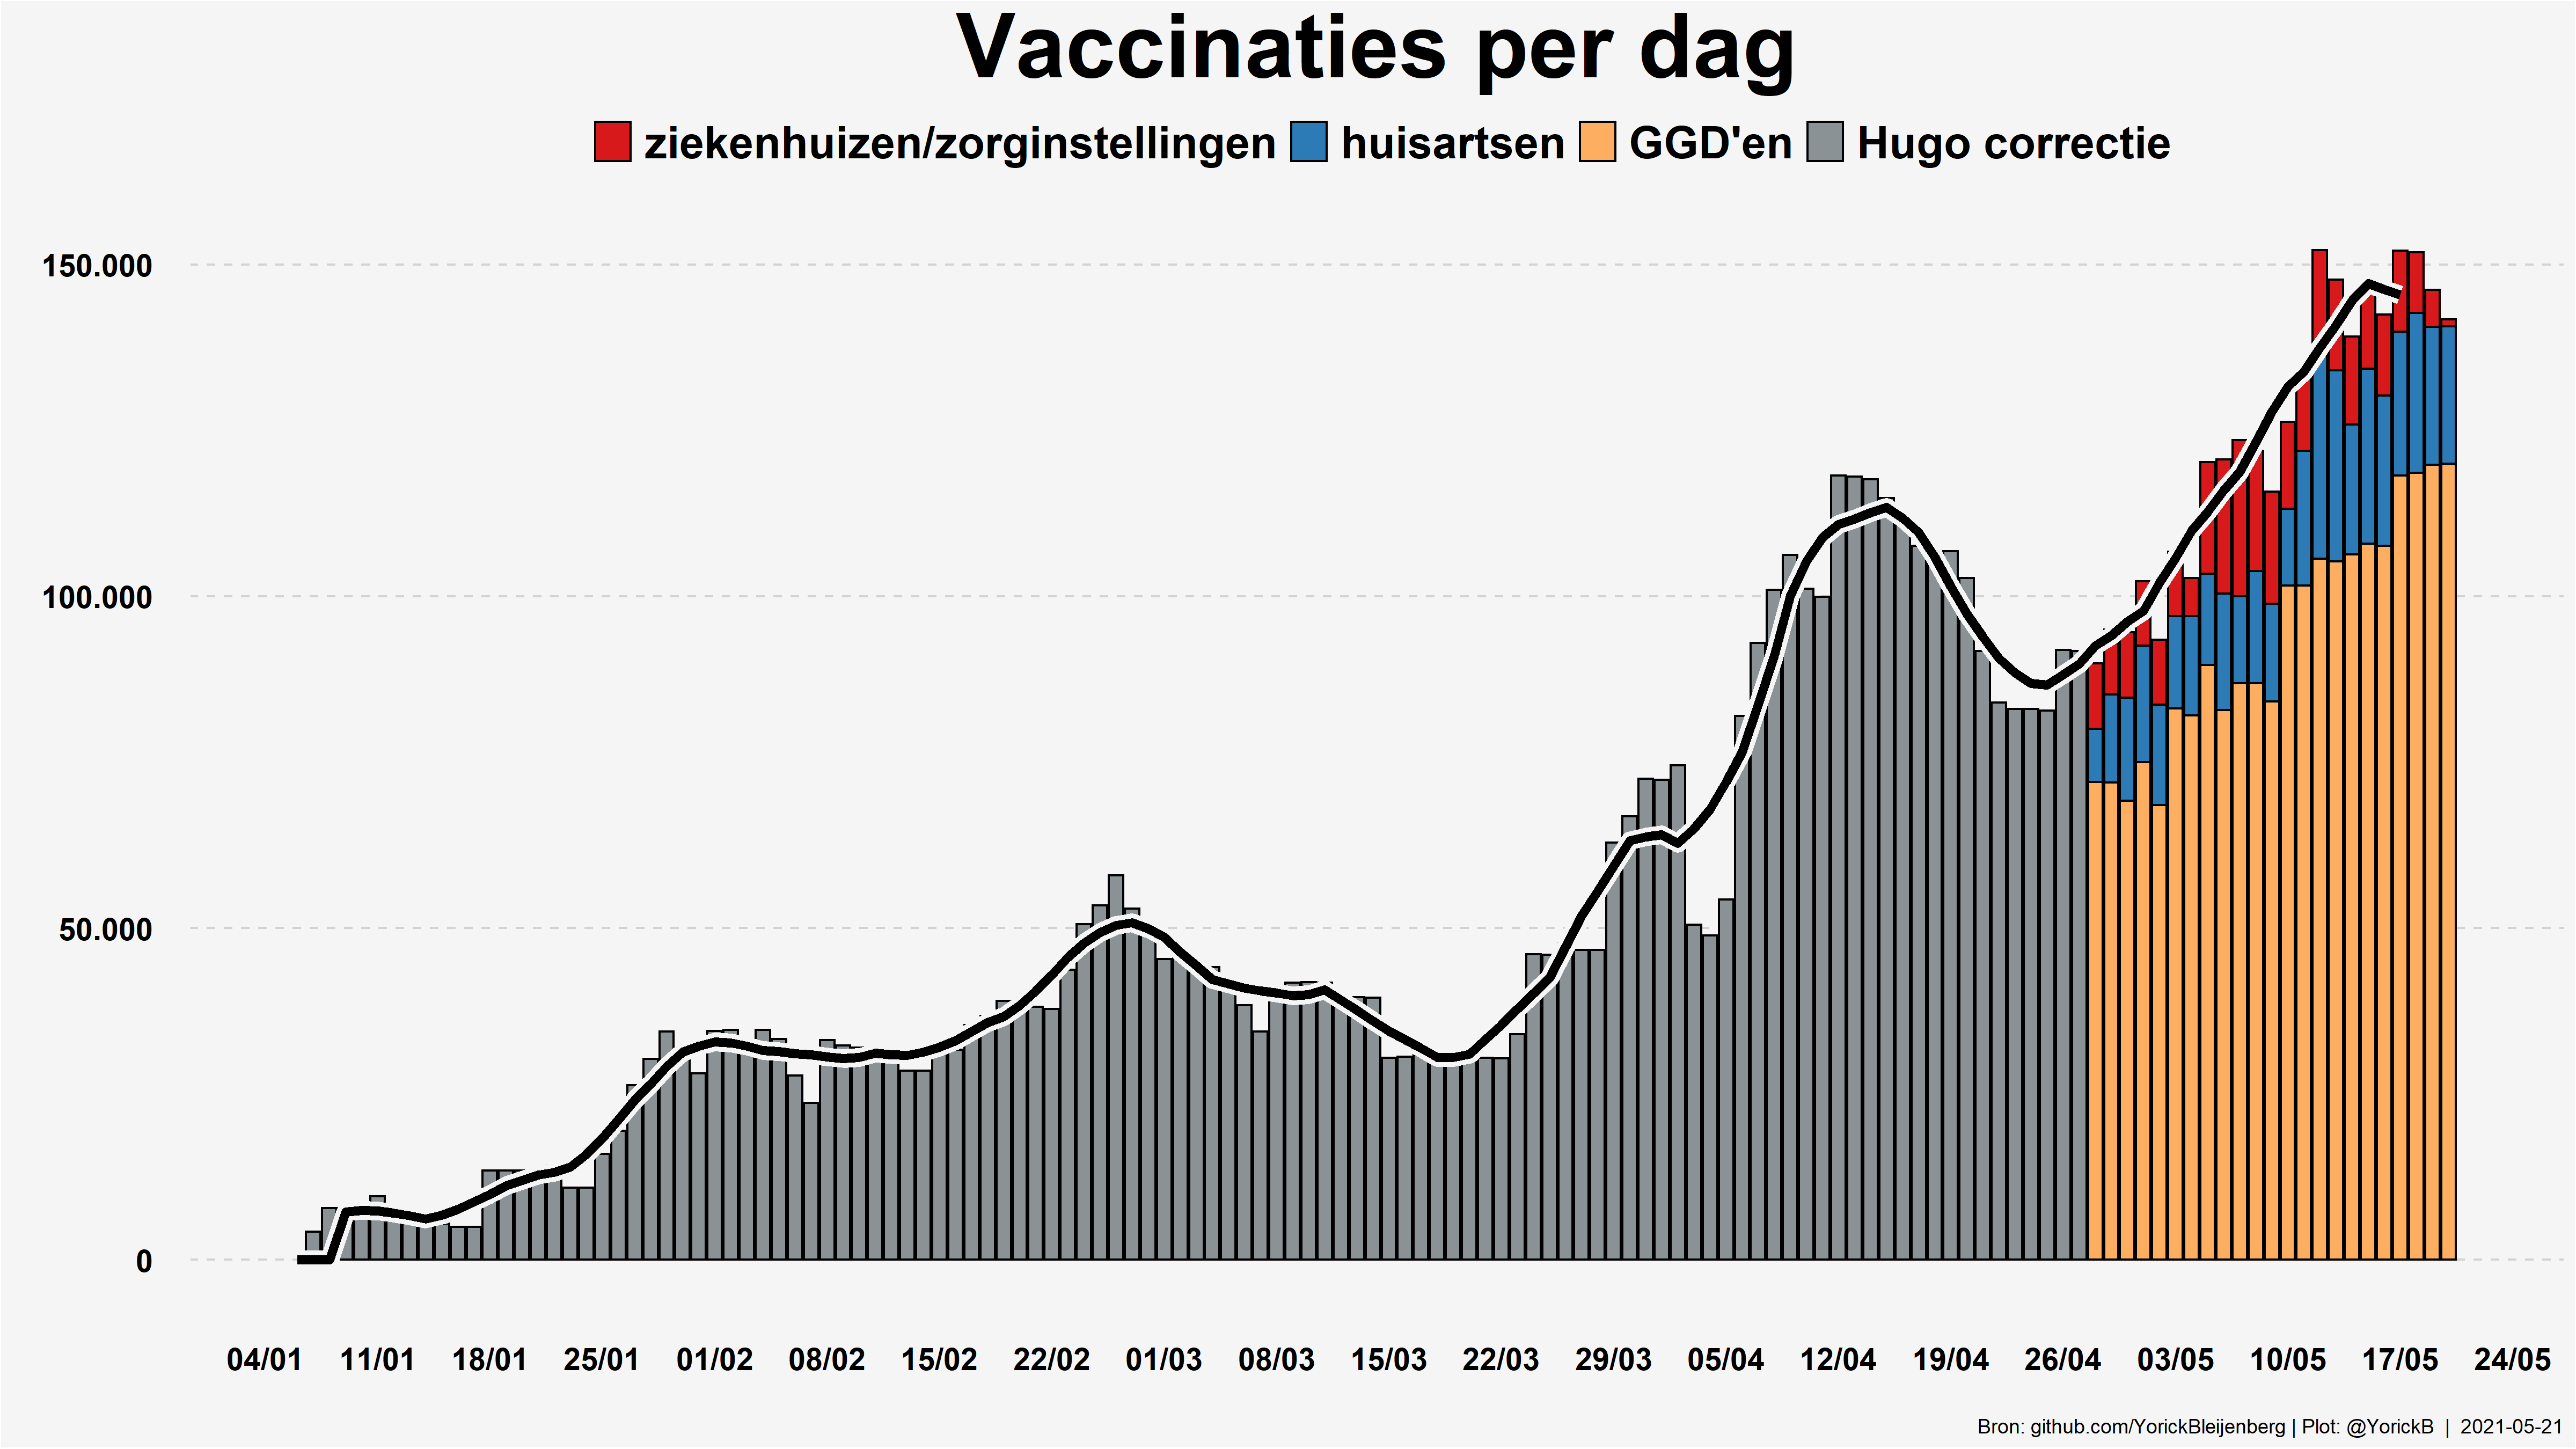 Vaccinaties per dag
ziekenhuizen/zorginstellingen huisartsen GGD'en Hugo correctie
150.000
100.000
50.000
0
04/01 11/01 18/01 25/01 01/02 08/02 15/02 22/02 01/03 08/03 15/03 22/03 29/03 05/04 12/04 19/04 26/04 03/05 10/05 17/05 24/05
Bron: github.com/YorickBleijenberg | Plot: @YorickB | 2021-05-21